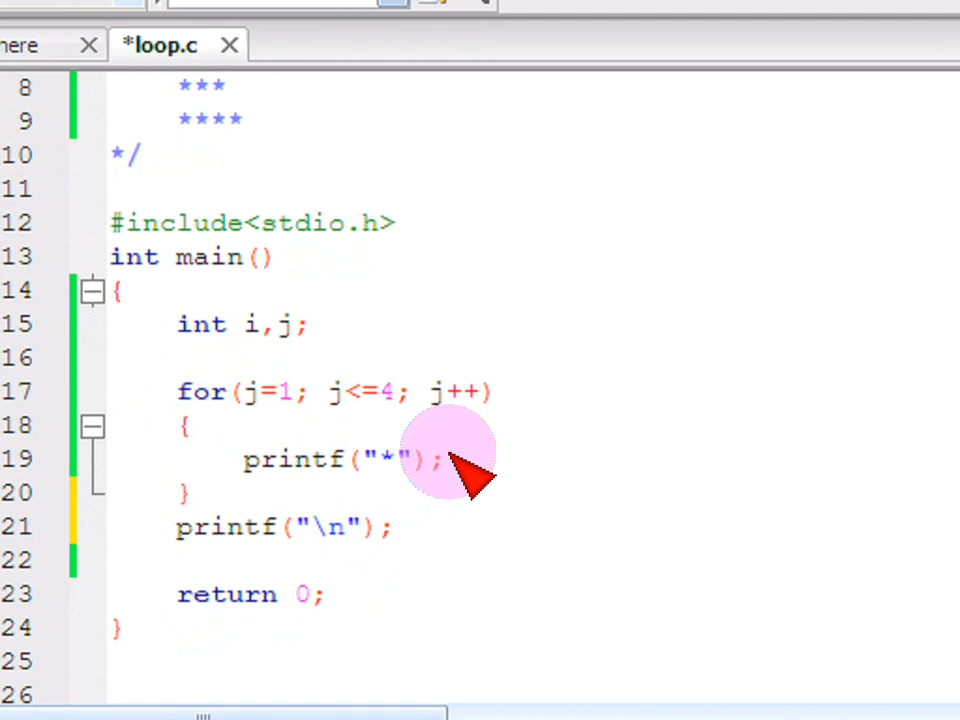 here *loop.c
8 ***
9 ****
10 */
11
12 #include<stdio.h>
13 int main()
14 {
15 int i,j;
16
17 for(j=1; j<=4; j++)
18 {
19 printf("*");
20 }
21 printf("\n");
22
23 return 0;
24 }
25
26